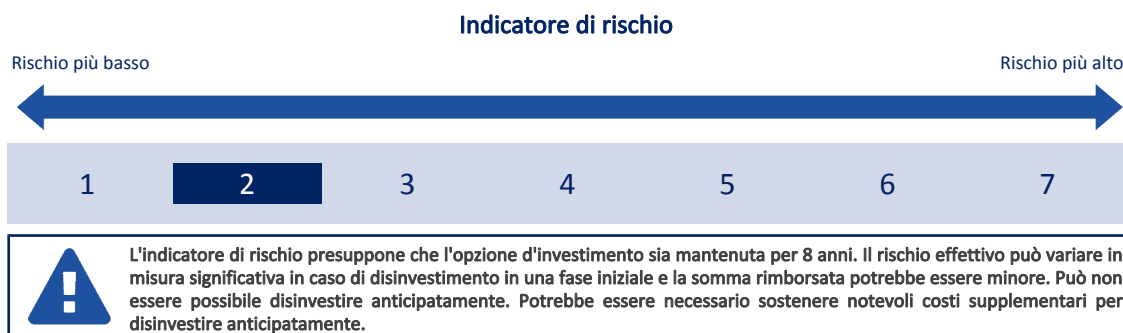 Indicatore di rischio
Rischio più basso
Rischio più alto
1 2 3 4 5 6 7
L'indicatore di rischio presuppone che l'opzione d'investimento sia mantenuta per 8 anni. Il rischio effettivo può variare in
misura significativa in caso di disinvestimento in una fase iniziale e la somma rimborsata potrebbe essere minore. Può non
essere possibile disinvestire anticipatamente. Potrebbe essere necessario sostenere notevoli costi supplementari per
disinvestire anticipatamente.